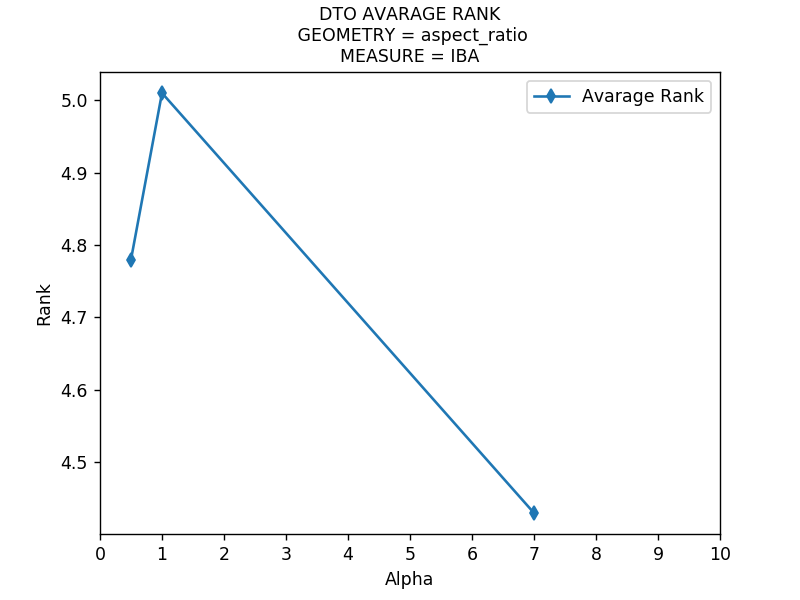 DTO AVARAGE RANK
GEOMETRY = aspect_ratio
MEASURE = IBA
Avarage Rank
5.0
4.9
4.8
4.7
4.6
4.5
Rank
0 1 2 3 4 5 6 7 8 9 10
Alpha